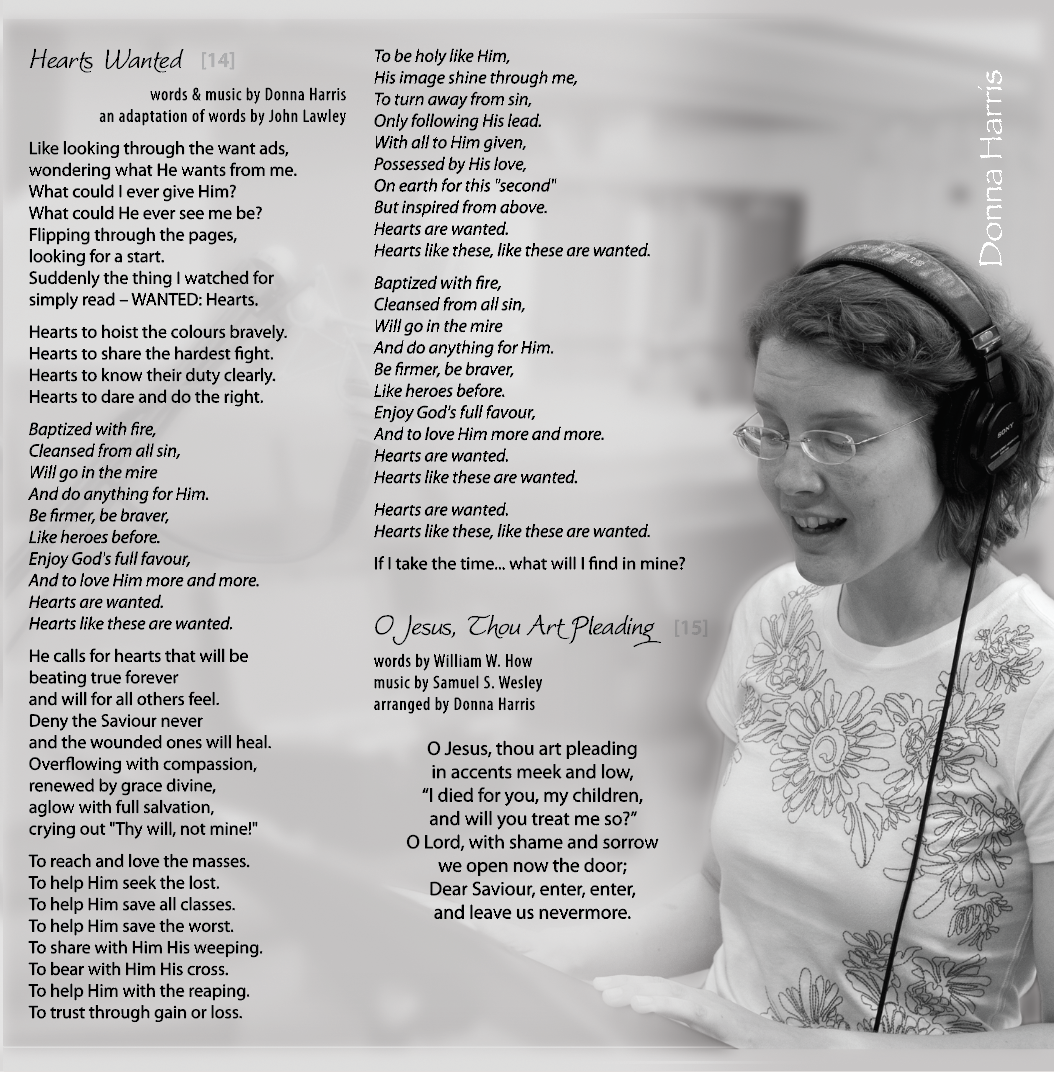 Hearts Wanted [14]
words & music by Donna Harris
an adaptation of words by John Lawley
Like looking through the want ads,
wondering what He wants from me.
What could I ever give Him?
What could He ever see me be?
Flipping through the pages,
looking for a start.
Suddenly the thing I watched for
simply read – WANTED: Hearts.
Hearts to hoist the colours bravely.
Hearts to share the hardest fight.
Hearts to know their duty clearly.
Hearts to dare and do the right.
Baptized with fire,
Cleansed from all sin,
Will go in the mire
And do anything for Him.
Be firmer, be braver,
Like heroes before.
Enjoy God's full favour,
And to love Him more and more.
Hearts are wanted.
Hearts like these are wanted.
He calls for hearts that will be
beating true forever
and will for all others feel.
Deny the Saviour never
and the wounded ones will heal.
Overflowing with compassion,
renewed by grace divine,
aglow with full salvation,
crying out "Thy will, not mine!"
To reach and love the masses.
To help Him seek the lost.
To help Him save all classes.
To help Him save the worst.
To share with Him His weeping.
To bear with Him His cross.
To help Him with the reaping.
To trust through gain or loss.
To be holy like Him,
His image shine through me,
To turn away from sin,
Only following His lead.
With all to Him given,
Possessed by His love,
On earth for this "second"
But inspired from above.
Hearts are wanted.
Hearts like these, like these are wanted.
Baptized with fire,
Cleansed from all sin,
Will go in the mire
And do anything for Him.
Be firmer, be braver,
Like heroes before.
Enjoy God's full favour,
And to love Him more and more.
Hearts are wanted.
Hearts like these are wanted.
Hearts are wanted.
Hearts like these, like these are wanted.
If I take the time... what will I find in mine?
O Jesus, Thou Art Pleading [15]
words by William W. How
music by Samuel S. Wesley
arranged by Donna Harris
O Jesus, thou art pleading
in accents meek and low,
“I died for you, my children,
and will you treat me so?”
O Lord, with shame and sorrow
we open now the door;
Dear Saviour, enter, enter,
and leave us nevermore.
Donna Harris
SONY